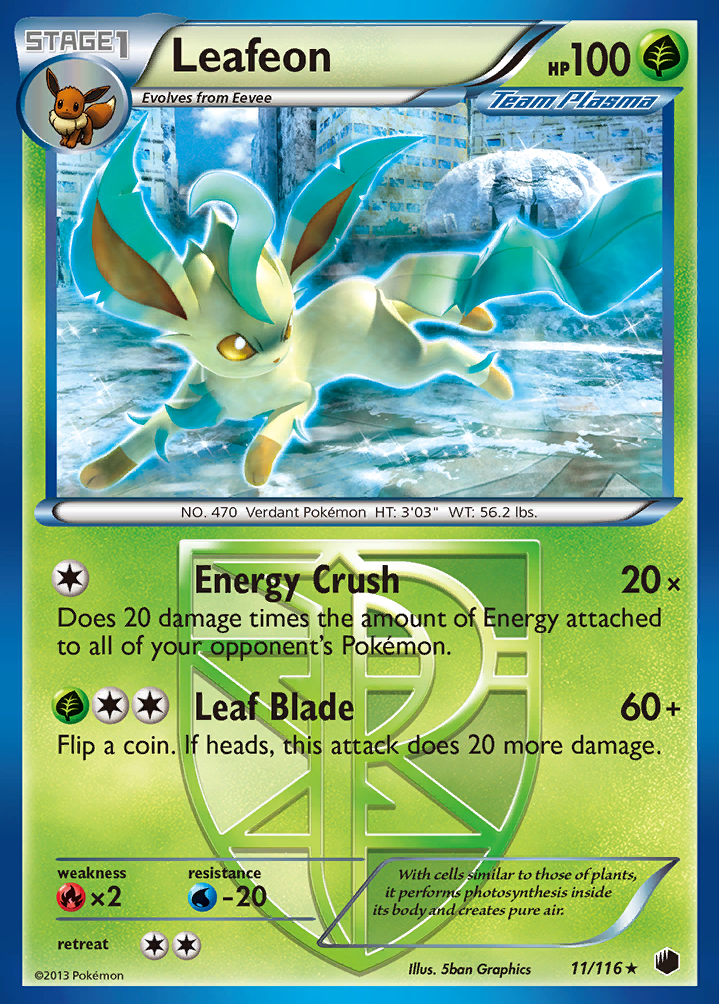 STAGE1
Leafeon
HP100
Evolves from Eevee
Team Plasma
NO. 470 Verdant Pokémon HT: 3'03" WT: 56.2 lbs.
Energy Crush 20×
Does 20 damage times the amount of Energy attached
to all of your opponent's Pokémon.
Leaf Blade 60+
Flip a coin. If heads, this attack does 20 more damage.
weakness
×2
resistance
-20
retreat
With cells similar to those of plants,
it performs photosynthesis inside
its body and creates pure air.
©2013 Pokémon
Illus. 5ban Graphics
11/116★